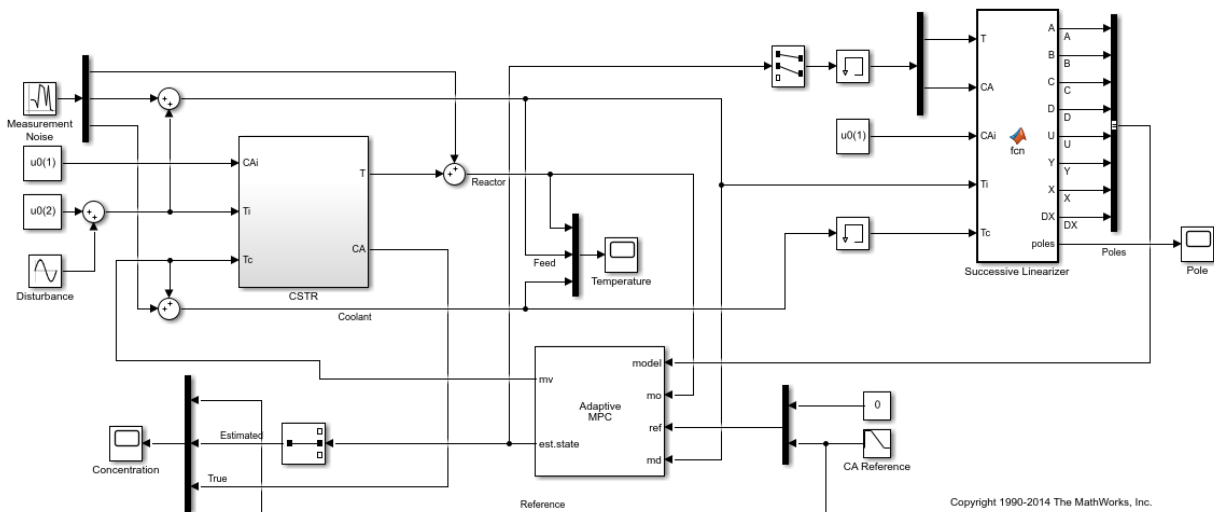 Measurement
Noise
u0(1)
u0(2)
Disturbance
CAi
Ti
Tc
T
CA
CSTR
Reactor
Feed
Temperature
Coolant
T
CA
CAi
Ti
Tc
fcn
A
B
C
D
U
Y
X
DX
poles
A
B
C
D
U
Y
X
DX
Poles
u0(1)
Successive Linearizer
Pole
mv
est.state
Adaptive
MPC
model
mo
ref
md
0
CA Reference
Estimated
True
Concentration
Reference
Copyright 1990-2014 The MathWorks, Inc.